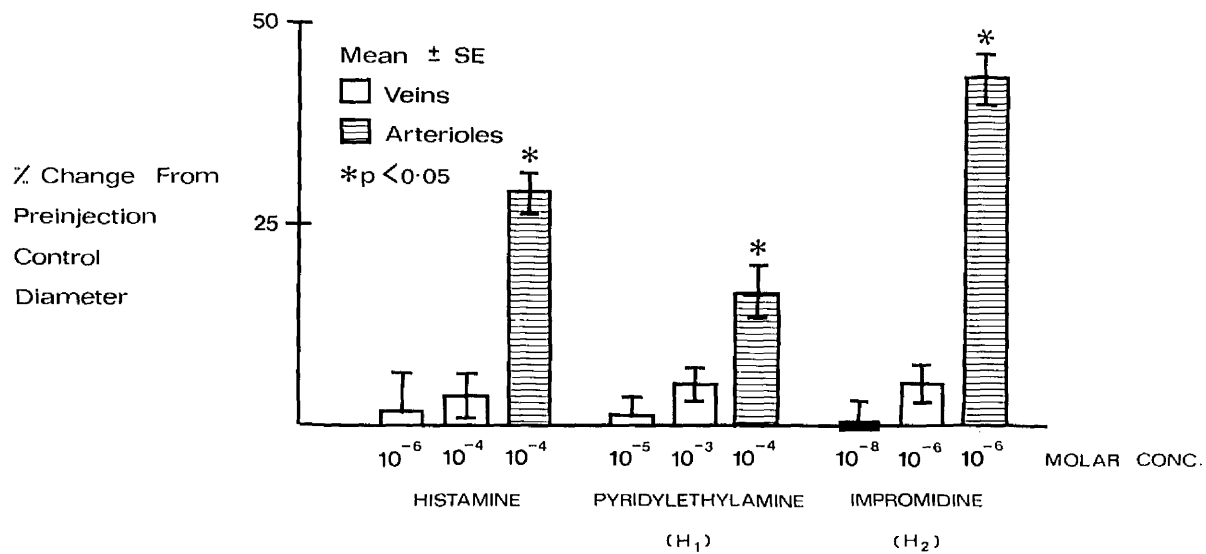 50
Mean ± SE
Veins
Arterioles
*p <0·05
*
*
*
% Change From
Preinjection
Control
Diameter
25
10⁻⁶ 10⁻⁴ 10⁻⁴ 10⁻⁵ 10⁻³ 10⁻⁴ 10⁻⁸ 10⁻⁶ 10⁻⁶ MOLAR CONC.
HISTAMINE PYRIDYLETHYLAMINE IMPROMIDINE
(H₁) (H₂)